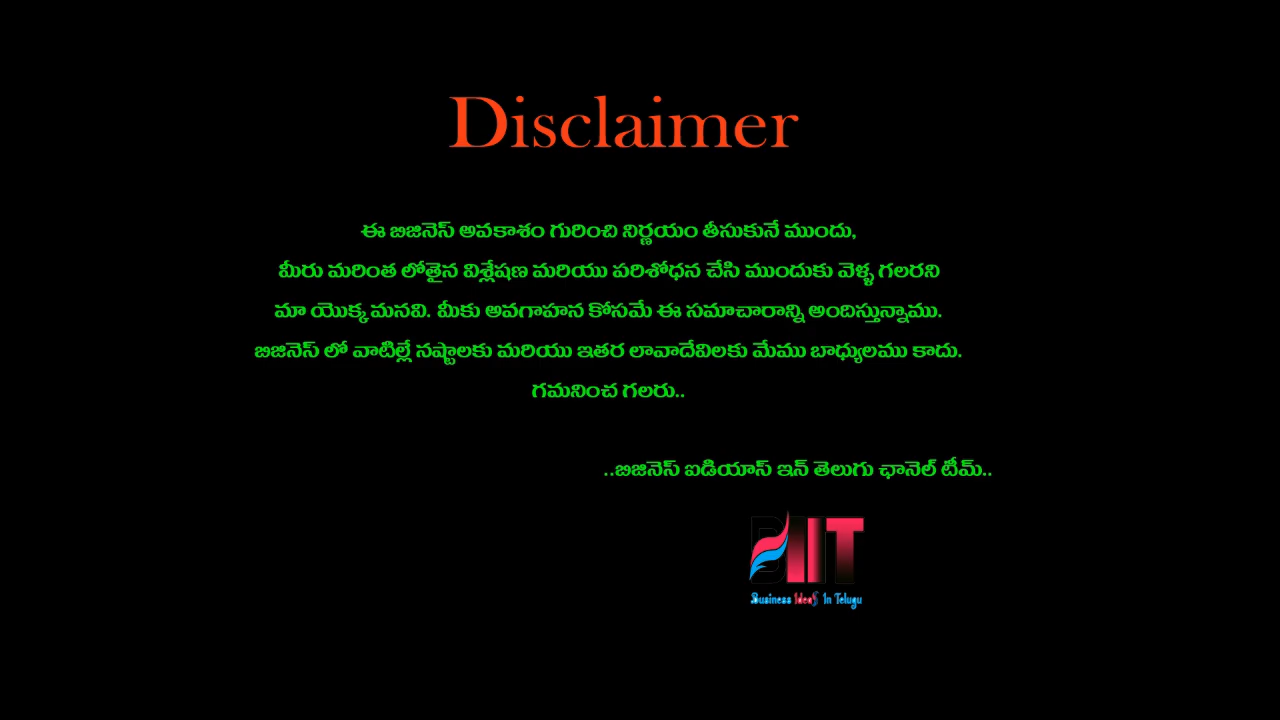 Disclaimer
ఈ బిజినెస్ అవకాశం గురించి నిర్ణయం తీసుకునే ముందు,
మీరు మరింత లోతైన విశ్లేషణ మరియు పరిశోధన చేసి ముందుకు వెళ్ళ గలరని
మా యొక్క మనవి. మీకు అవగాహన కోసమే ఈ సమాచారాన్ని అందిస్తున్నాము.
బిజినెస్ లో వాటిల్లే నష్టాలకు మరియు ఇతర లావాదేవిలకు మేము బాధ్యులము కాదు.
గమనించ గలరు..
..బిజినెస్ ఐడియాస్ ఇన్ తెలుగు ఛానెల్ టీమ్..
BIIT
Business Ideas In Telugu